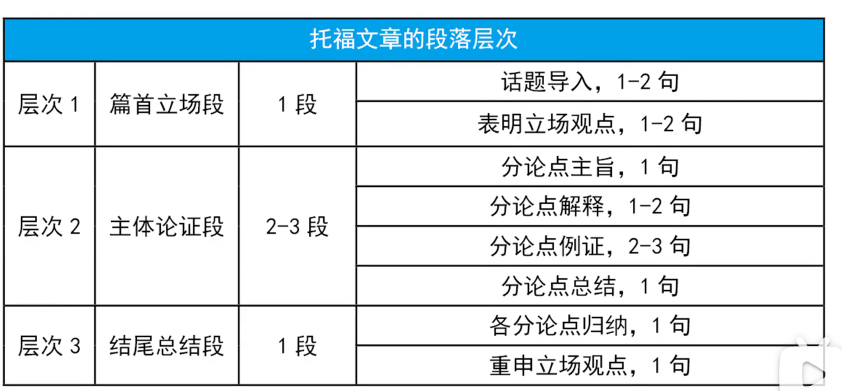 托福文章的段落层次
层次 1 篇首立场段 1 段 话题导入，1-2 句
表明立场观点，1-2 句
层次 2 主体论证段 2-3 段 分论点主旨，1 句
分论点解释，1-2 句
分论点例证，2-3 句
分论点总结，1 句
层次 3 结尾总结段 1 段 各分论点归纳，1 句
重申立场观点，1 句